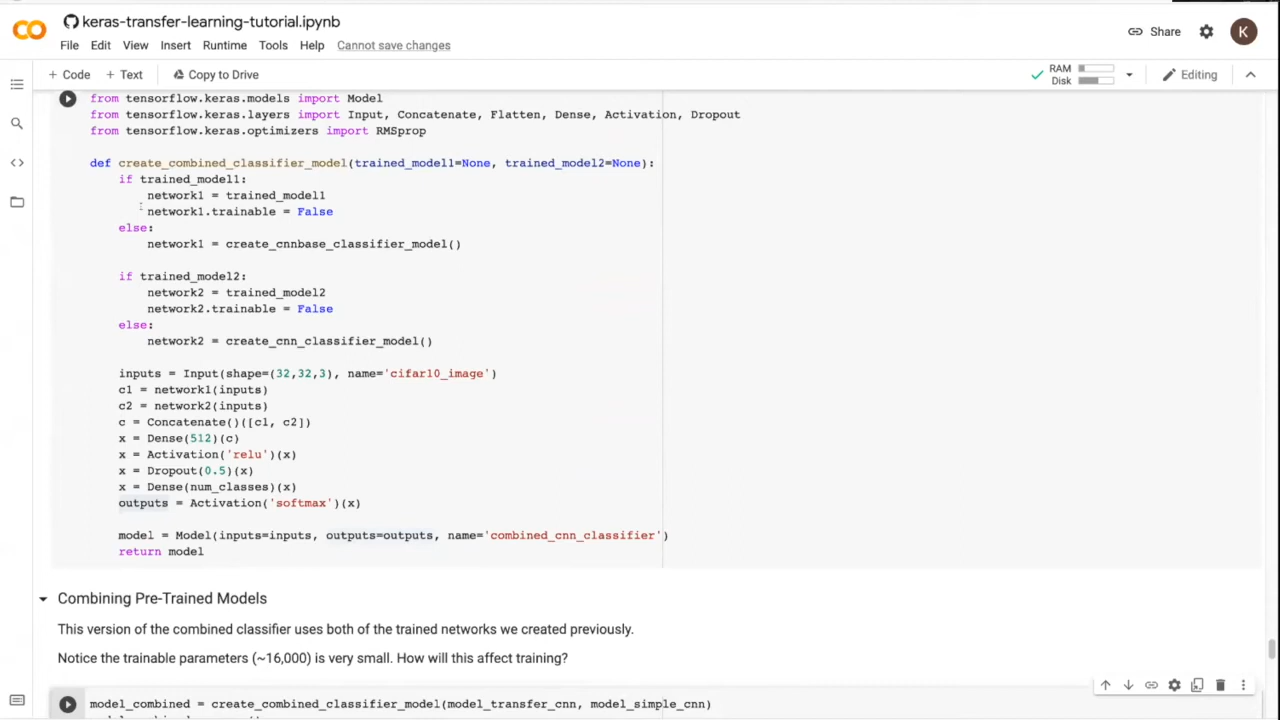 keras-transfer-learning-tutorial.ipynb
Share
K
File Edit View Insert Runtime Tools Help Cannot save changes
+ Code + Text Copy to Drive
RAM
Disk
Editing
from tensorflow.keras.models import Model
from tensorflow.keras.layers import Input, Concatenate, Flatten, Dense, Activation, Dropout
from tensorflow.keras.optimizers import RMSprop
def create_combined_classifier_model(trained_model1=None, trained_model2=None):
if trained_model1:
network1 = trained_model1
network1.trainable = False
else:
network1 = create_cnnbase_classifier_model()
if trained_model2:
network2 = trained_model2
network2.trainable = False
else:
network2 = create_cnn_classifier_model()
inputs = Input(shape=(32,32,3), name='cifar10_image')
c1 = network1(inputs)
c2 = network2(inputs)
c = Concatenate()([c1, c2])
x = Dense(512)(c)
x = Activation('relu')(x)
x = Dropout(0.5)(x)
x = Dense(num_classes)(x)
outputs = Activation('softmax')(x)
model = Model(inputs=inputs, outputs=outputs, name='combined_cnn_classifier')
return model
Combining Pre-Trained Models
This version of the combined classifier uses both of the trained networks we created previously.
Notice the trainable parameters (~16,000) is very small. How will this affect training?
model_combined = create_combined_classifier_model(model_transfer_cnn, model_simple_cnn)